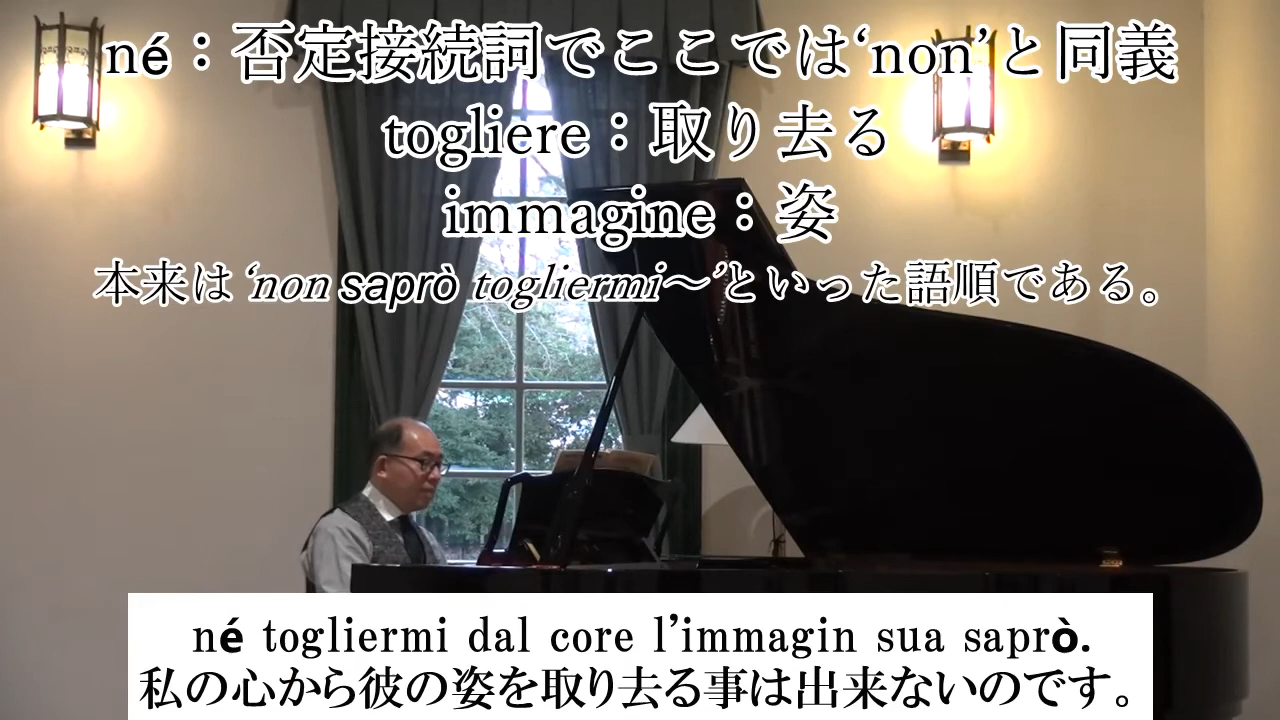 né：否定接続詞でここでは‘non’と同義
togliere：取り去る
immagine：姿
本来は‘non saprò togliermi～’といった語順である。
né togliermi dal core l’immagin sua saprò.
私の心から彼の姿を取り去る事は出来ないのです。